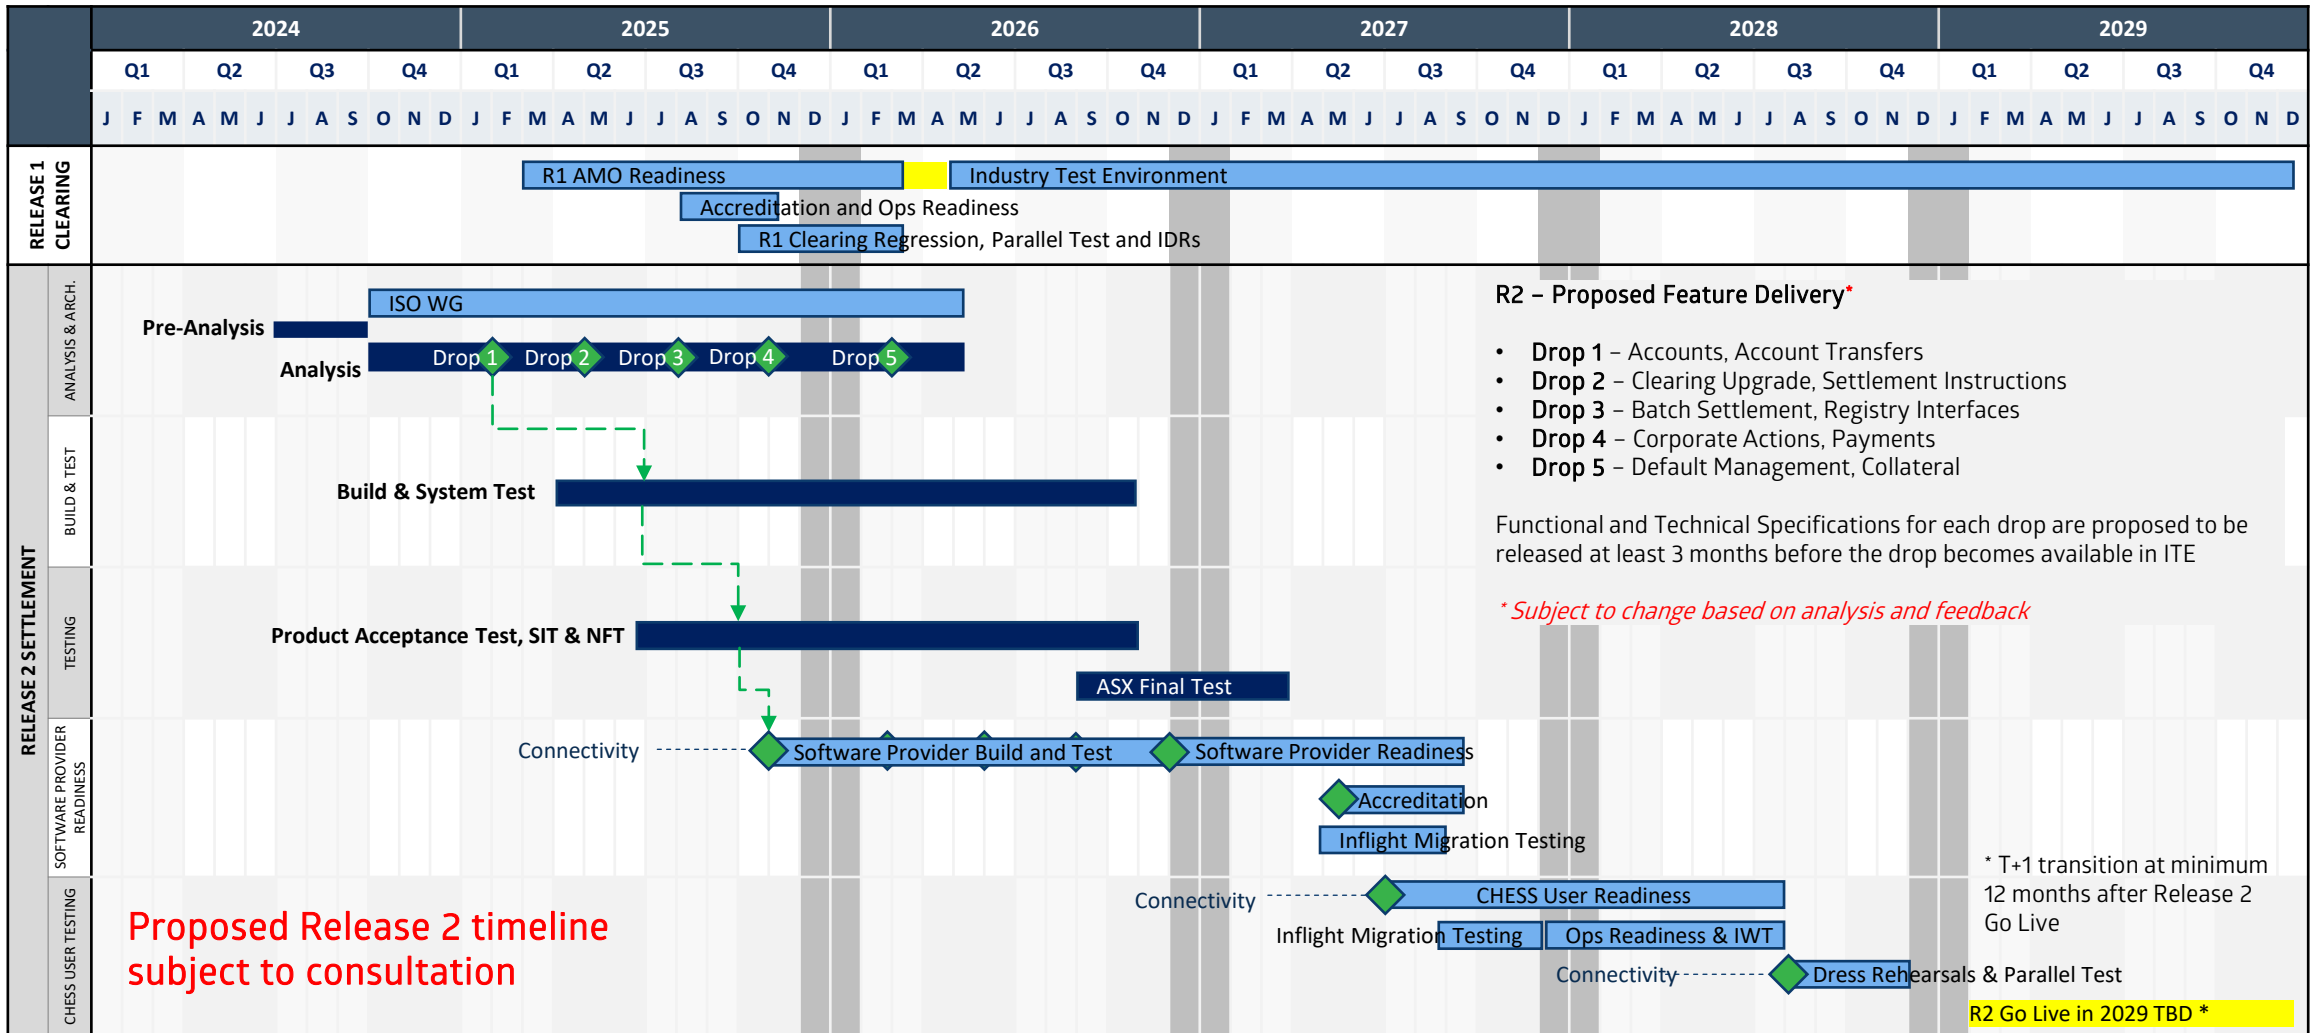 2024 2025 2026 2027 2028 2029
Q1 Q2 Q3 Q4 Q1 Q2 Q3 Q4 Q1 Q2 Q3 Q4 Q1 Q2 Q3 Q4 Q1 Q2 Q3 Q4 Q1 Q2 Q3 Q4
J F M A M J J A S O N D J F M A M J J A S O N D J F M A M J J A S O N D J F M A M J J A S O N D J F M A M J J A S O N D J F M A M J J A S O N D
RELEASE 1
CLEARING
R1 AMO Readiness
Industry Test Environment
Accreditation and Ops Readiness
R1 Clearing Regression, Parallel Test and IDRs
RELEASE 2 SETTLEMENT
ANALYSIS & ARCH.
ISO WG
Pre-Analysis
Analysis
Drop 1 Drop 2 Drop 3 Drop 4 Drop 5
R2 – Proposed Feature Delivery*
• Drop 1 – Accounts, Account Transfers
• Drop 2 – Clearing Upgrade, Settlement Instructions
• Drop 3 – Batch Settlement, Registry Interfaces
• Drop 4 – Corporate Actions, Payments
• Drop 5 – Default Management, Collateral
Functional and Technical Specifications for each drop are proposed to be
released at least 3 months before the drop becomes available in ITE
* Subject to change based on analysis and feedback
BUILD & TEST
Build & System Test
TESTING
Product Acceptance Test, SIT & NFT
ASX Final Test
SOFTWARE PROVIDER
READINESS
Connectivity
Software Provider Build and Test
Software Provider Readiness
Accreditation
Inflight Migration Testing
CHESS USER TESTING
Proposed Release 2 timeline
subject to consultation
Connectivity
CHESS User Readiness
Inflight Migration Testing
Ops Readiness & IWT
Connectivity
Dress Rehearsals & Parallel Test
* T+1 transition at minimum
12 months after Release 2
Go Live
R2 Go Live in 2029 TBD *